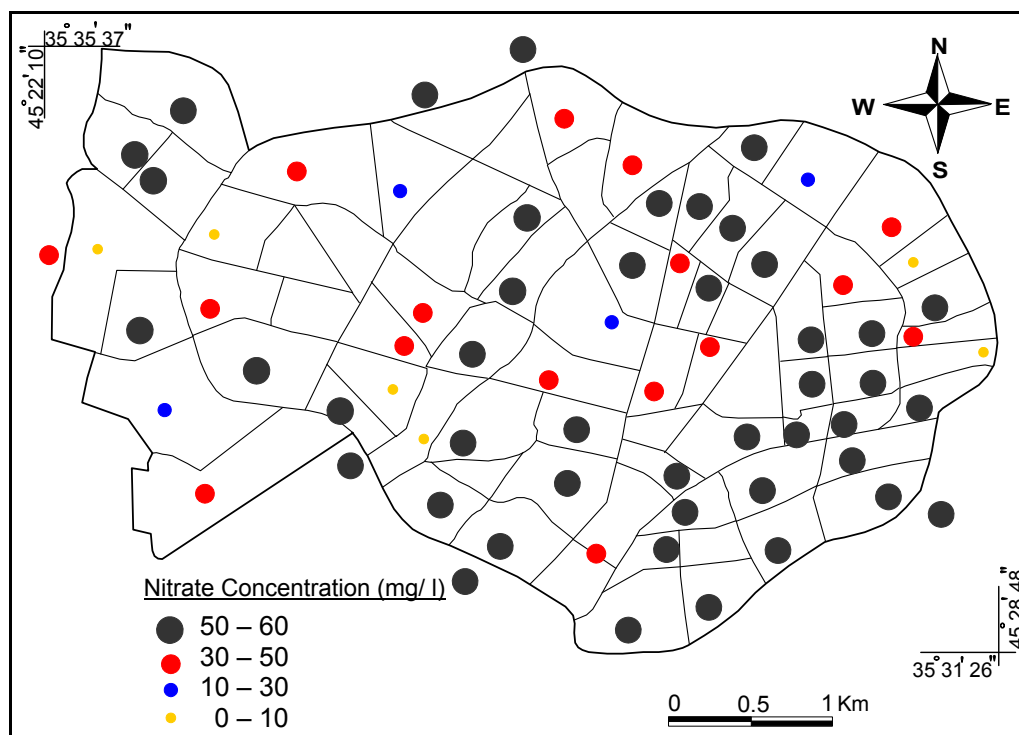 35° 35' 37"
45° 22' 10"
N
W E
S
Nitrate Concentration (mg/ l)
50 – 60
30 – 50
10 – 30
0 – 10
45° 28' 48"
35° 31' 26"
0 0.5 1 Km